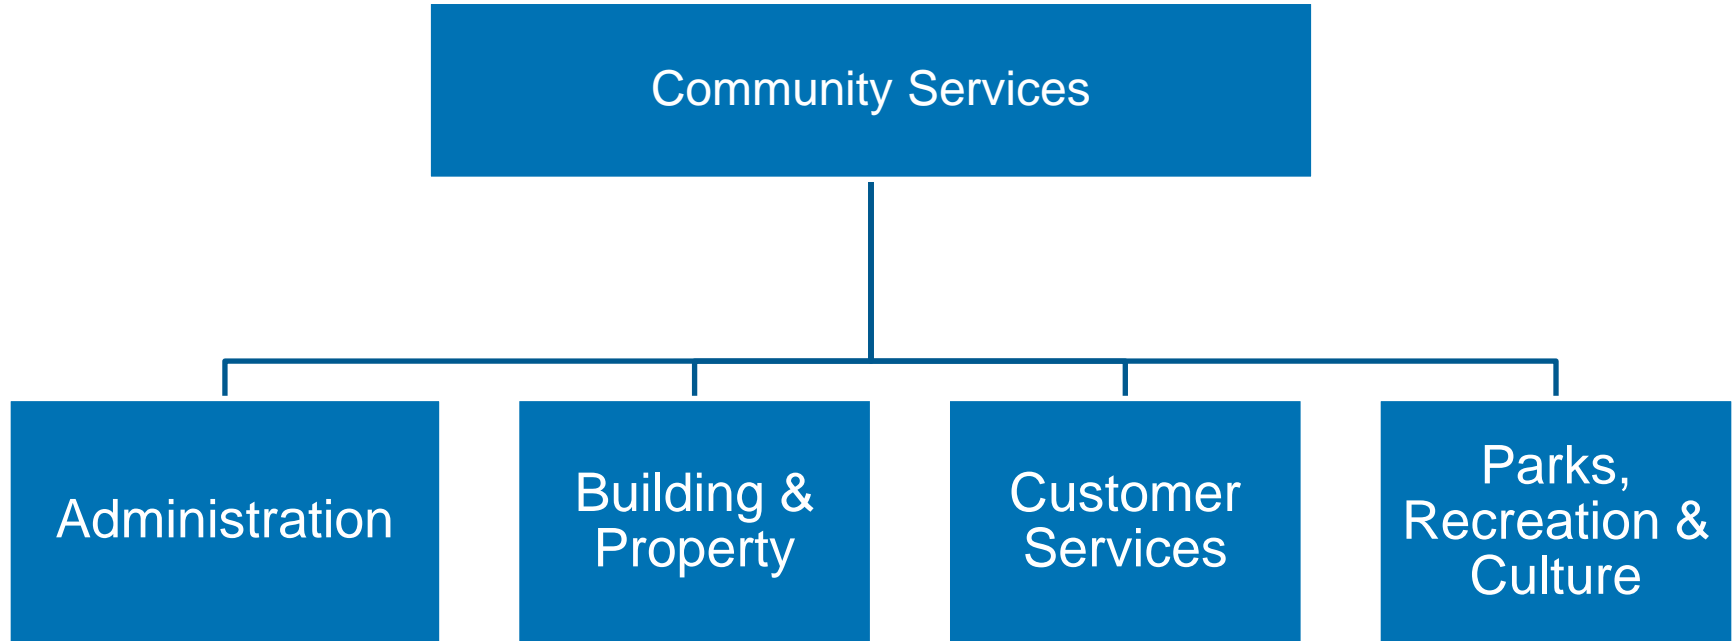 Community Services
Administration
Building &
Property
Customer
Services
Parks,
Recreation &
Culture